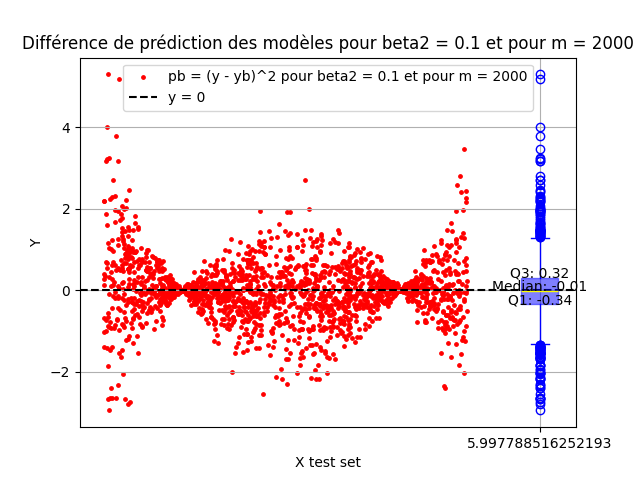 Différence de prédiction des modèles pour beta2 = 0.1 et pour m = 2000
pb = (y - yb)^2 pour beta2 = 0.1 et pour m = 2000
y = 0
4
2
0
−2
Y
Q3: 0.32
Median: -0.01
Q1: -0.34
5.997788516252193
X test set